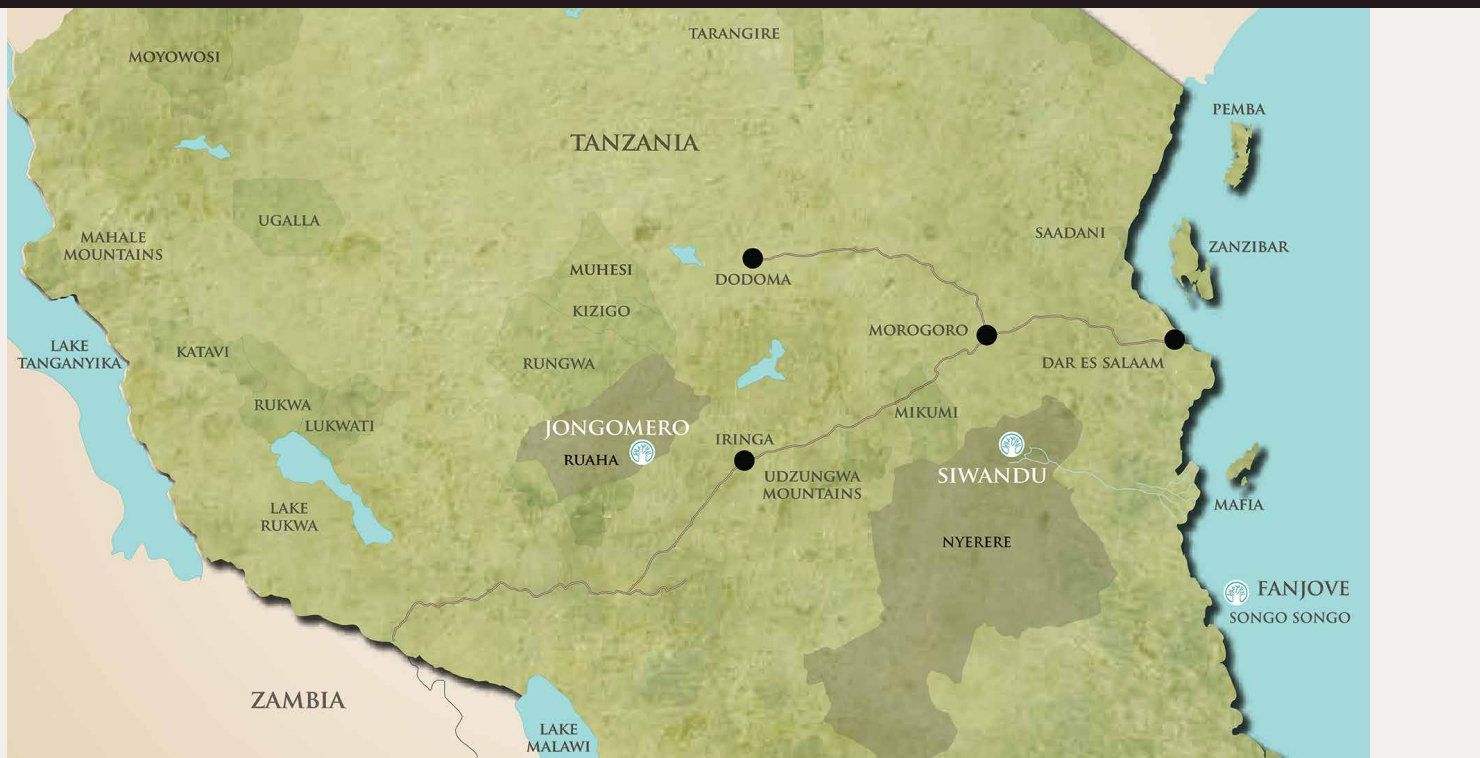 TARANGIRE
MOYOWOSI
PEMBA
TANZANIA
UGALLA
SAADANI
MAHALE
MOUNTAINS
ZANZIBAR
MUHESI
DODOMA
KIZIGO
MOROGORO
LAKE
TANGANYIKA
KATAVI
RUNGWA
DAR ES SALAAM
RUKWA
LUKWATI
MIKUMI
JONGOMERO
RUAHA
IRINGA
UDZUNGWA
MOUNTAINS
SIWANDU
MAFIA
LAKE
RUKWA
NYERERE
FANJOVE
SONGO SONGO
ZAMBIA
LAKE
MALAWI